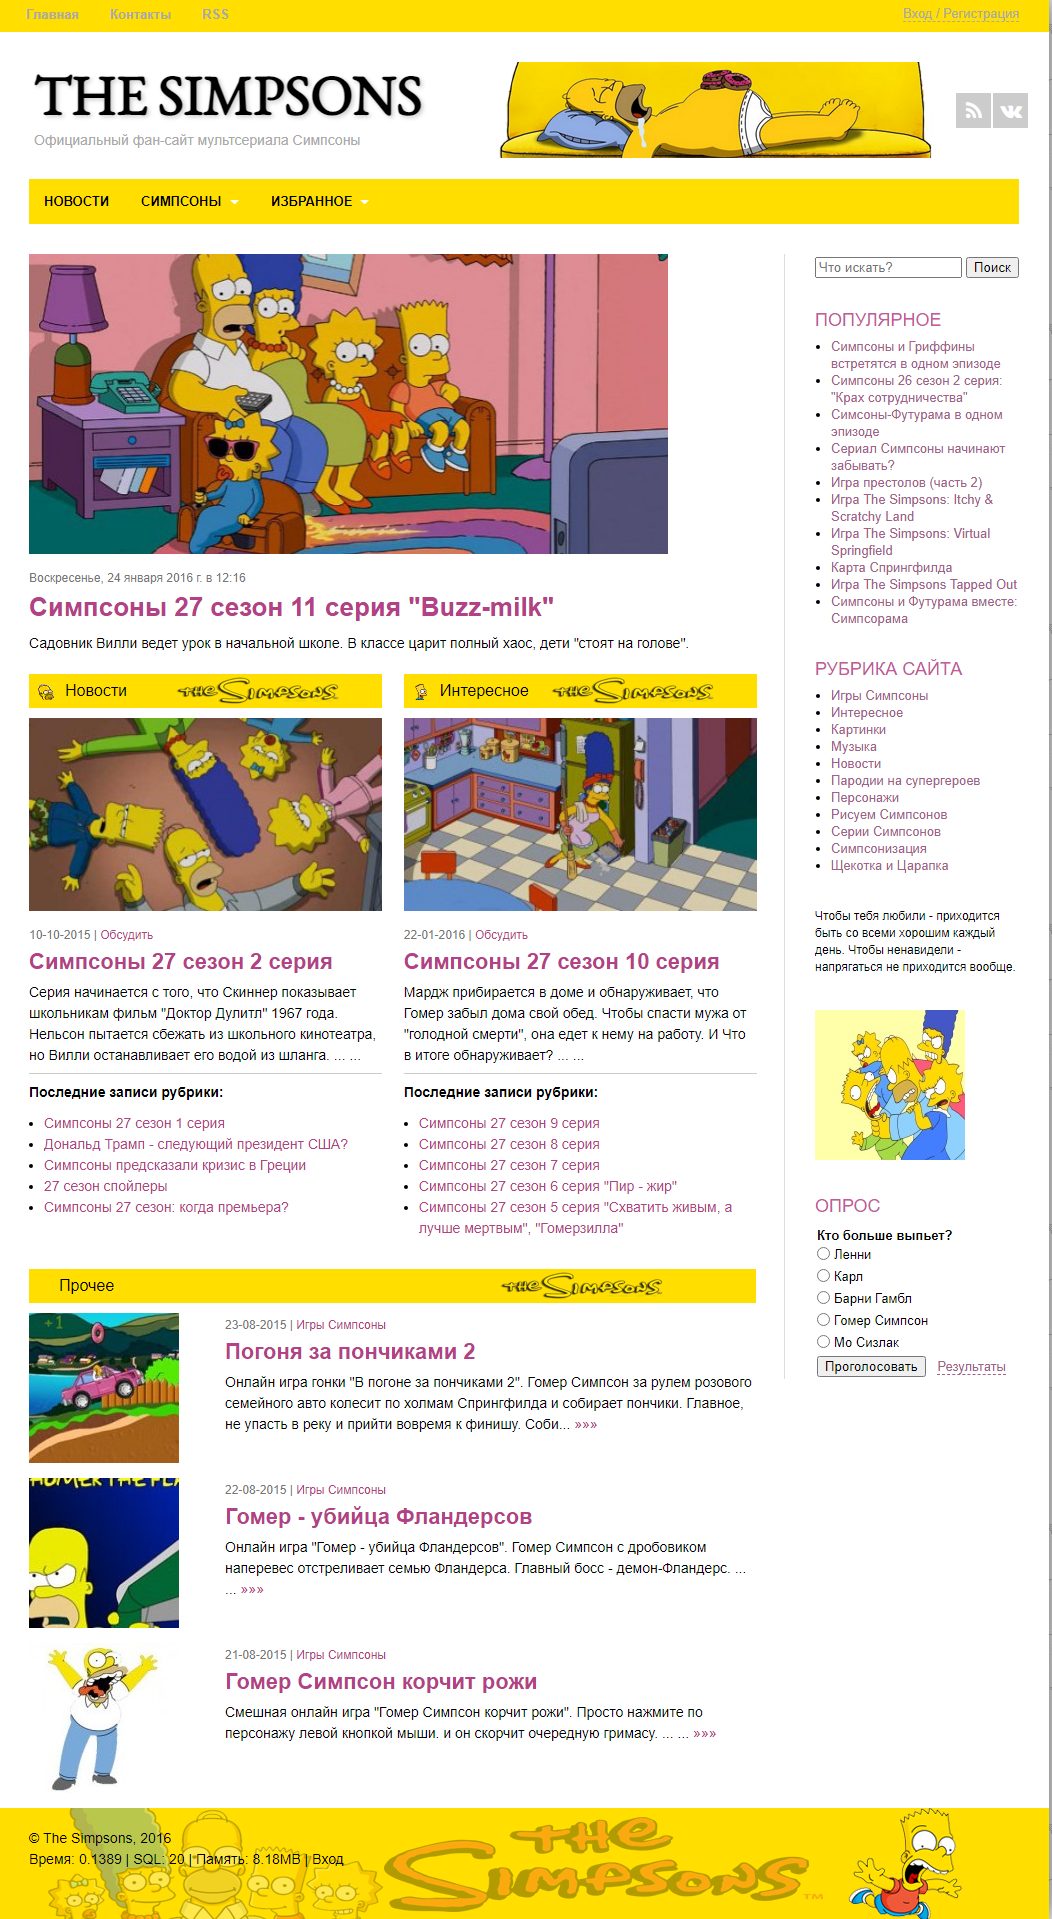 Главная Контакты RSS
Вход / Регистрация
THE SIMPSONS
Официальный фан-сайт мультсериала Симпсоны
НОВОСТИ СИМПСОНЫ ИЗБРАННОЕ
Воскресенье, 24 января 2016 г. в 12:16
Симпсоны 27 сезон 11 серия "Buzz-milk"
Садовник Вилли ведет урок в начальной школе. В классе царит полный хаос, дети "стоят на голове".
Новости
the Simpsons
10-10-2015 | Обсудить
Симпсоны 27 сезон 2 серия
Серия начинается с того, что Скиннер показывает
школьникам фильм "Доктор Дулитл" 1967 года.
Нельсон пытается сбежать из школьного кинотеатра,
но Вилли останавливает его водой из шланга. ... ...
Последние записи рубрики:
Симпсоны 27 сезон 1 серия
Дональд Трамп - следующий президент США?
Симпсоны предсказали кризис в Греции
27 сезон спойлеры
Симпсоны 27 сезон: когда премьера?
Интересное
the Simpsons
22-01-2016 | Обсудить
Симпсоны 27 сезон 10 серия
Мардж прибирается в доме и обнаруживает, что
Гомер забыл дома свой обед. Чтобы спасти мужа от
"голодной смерти", она едет к нему на работу. И Что
в итоге обнаруживает? ... ...
Последние записи рубрики:
Симпсоны 27 сезон 9 серия
Симпсоны 27 сезон 8 серия
Симпсоны 27 сезон 7 серия
Симпсоны 27 сезон 6 серия "Пир - жир"
Симпсоны 27 сезон 5 серия "Схватить живым, а
лучше мертвым", "Гомерзилла"
Прочее
the Simpsons
+1
23-08-2015 | Игры Симпсоны
Погоня за пончиками 2
Онлайн игра гонки "В погоне за пончиками 2". Гомер Симпсон за рулем розового
семейного авто колесит по холмам Спрингфилда и собирает пончики. Главное,
не упасть в реку и прийти вовремя к финишу. Соби... »»»
HOMER THE FLA
22-08-2015 | Игры Симпсоны
Гомер - убийца Фландерсов
Онлайн игра "Гомер - убийца Фландерсов". Гомер Симпсон с дробовиком
наперевес отстреливает семью Фландерса. Главный босс - демон-Фландерс. ...
... »»»
21-08-2015 | Игры Симпсоны
Гомер Симпсон корчит рожи
Смешная онлайн игра "Гомер Симпсон корчит рожи". Просто нажмите по
персонажу левой кнопкой мыши. и он скорчит очередную гримасу. ... ... »»»
Что искать? Поиск
ПОПУЛЯРНОЕ
Симпсоны и Гриффины
встретятся в одном эпизоде
Симпсоны 26 сезон 2 серия:
"Крах сотрудничества"
Симсоны-Футурама в одном
эпизоде
Сериал Симпсоны начинают
забывать?
Игра престолов (часть 2)
Игра The Simpsons: Itchy &
Scratchy Land
Игра The Simpsons: Virtual
Springfield
Карта Спрингфилда
Игра The Simpsons Tapped Out
Симпсоны и Футурама вместе:
Симпсорама
РУБРИКА САЙТА
Игры Симпсоны
Интересное
Картинки
Музыка
Новости
Пародии на супергероев
Персонажи
Рисуем Симпсонов
Серии Симпсонов
Симпсонизация
Щекотка и Царапка
Чтобы тебя любили - приходится
быть со всеми хорошим каждый
день. Чтобы ненавидели -
напрягаться не приходится вообще.
ОПРОС
Кто больше выпьет?
Ленни
Карл
Барни Гамбл
Гомер Симпсон
Мо Сизлак
Проголосовать Результаты
© The Simpsons, 2016
Время: 0.1389 | SQL: 20 | Память: 8.18MB | Вход
the
Simpsons TM